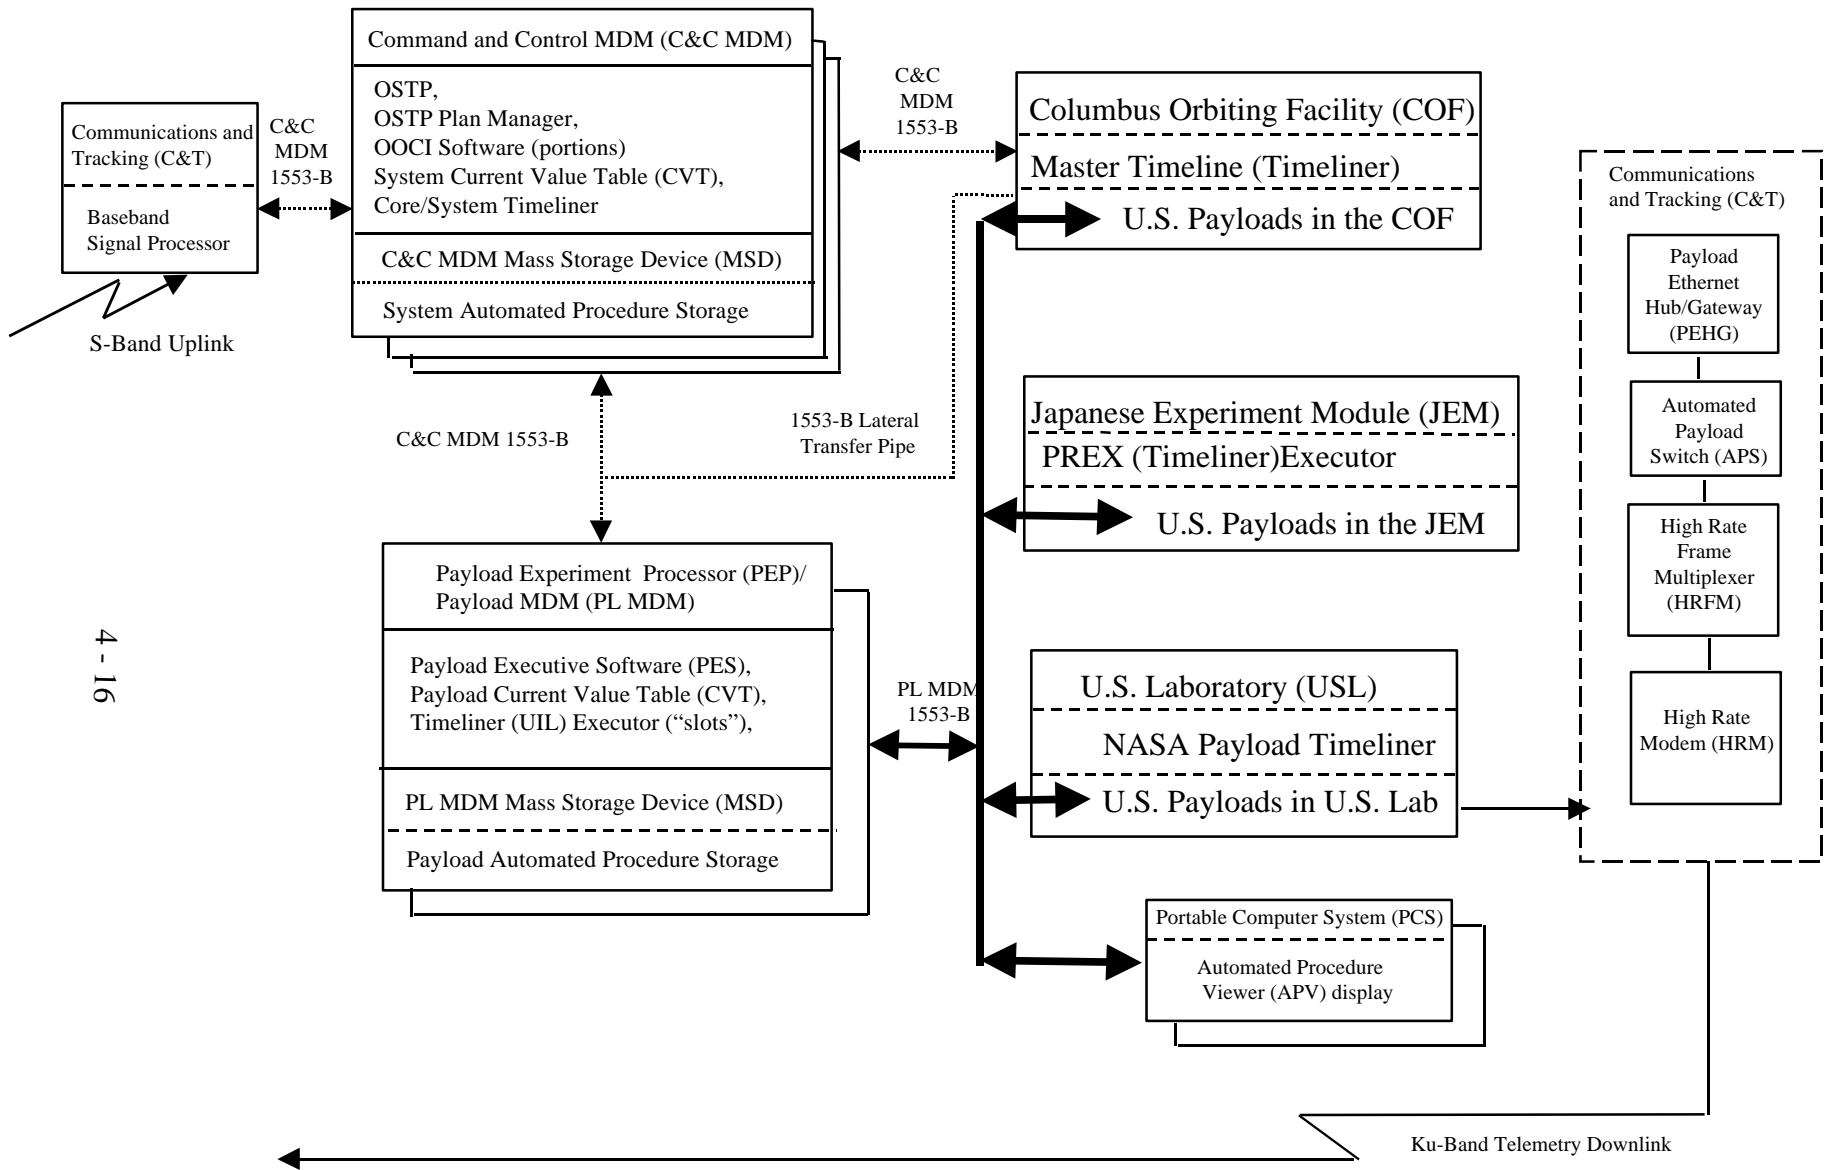 Command and Control MDM (C&C MDM)
OSTP,
OSTP Plan Manager,
OOCI Software (portions)
System Current Value Table (CVT),
Core/System Timeliner
C&C MDM Mass Storage Device (MSD)
System Automated Procedure Storage
Communications and
Tracking (C&T)
Baseband
Signal Processor
C&C
MDM
1553-B
S-Band Uplink
C&C
MDM
1553-B
Columbus Orbiting Facility (COF)
Master Timeline (Timeliner)
U.S. Payloads in the COF
Communications
and Tracking (C&T)
Payload
Ethernet
Hub/Gateway
(PEHG)
Automated
Payload
Switch (APS)
High Rate
Frame
Multiplexer
(HRFM)
High Rate
Modem (HRM)
C&C MDM 1553-B
1553-B Lateral
Transfer Pipe
Japanese Experiment Module (JEM)
PREX (Timeliner)Executor
U.S. Payloads in the JEM
Payload Experiment Processor (PEP)/
Payload MDM (PL MDM)
Payload Executive Software (PES),
Payload Current Value Table (CVT),
Timeliner (UIL) Executor (“slots”),
PL MDM Mass Storage Device (MSD)
Payload Automated Procedure Storage
PL MDM
1553-B
U.S. Laboratory (USL)
NASA Payload Timeliner
U.S. Payloads in U.S. Lab
Portable Computer System (PCS)
Automated Procedure
Viewer (APV) display
Ku-Band Telemetry Downlink
4 - 16